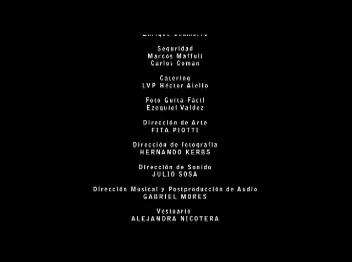 Seguridad
Marcos Maffuli
Carlos Coman
Catering
LVP Héctor Aiello
Foto Guita Fácil
Ezequiel Valdez
Dirección de Arte
FITA PIOTTI
Dirección de fotografía
HERNANDO KERBS
Dirección de Sonido
JULIO SOSA
Dirección Musical y Postproducción de Audio
GABRIEL MORES
Vestuario
ALEJANDRA NICOTERA